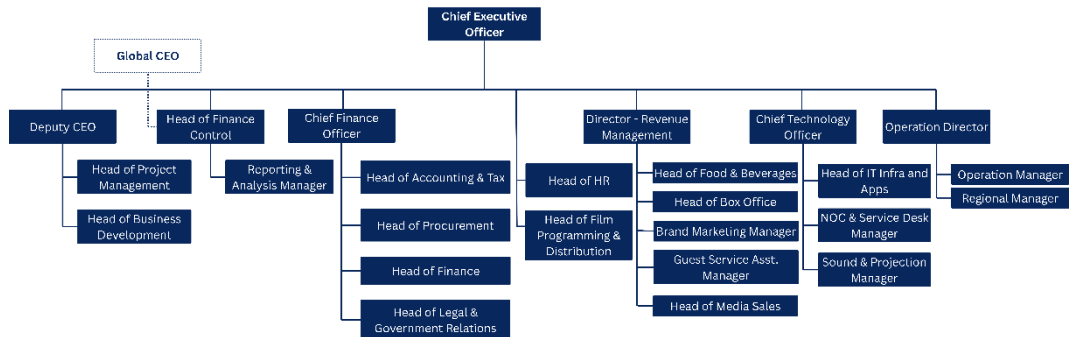 Chief Executive
Officer
Global CEO
Deputy CEO
Head of Finance
Control
Chief Finance
Officer
Director - Revenue
Management
Chief Technology
Officer
Operation Director
Head of Project
Management
Head of Business
Development
Reporting &
Analysis Manager
Head of Accounting & Tax
Head of Procurement
Head of Finance
Head of Legal &
Government Relations
Head of HR
Head of Film
Programming &
Distribution
Head of Food & Beverages
Head of Box Office
Brand Marketing Manager
Guest Service Asst.
Manager
Head of Media Sales
Head of IT Infra and
Apps
NOC & Service Desk
Manager
Sound & Projection
Manager
Operation Manager
Regional Manager